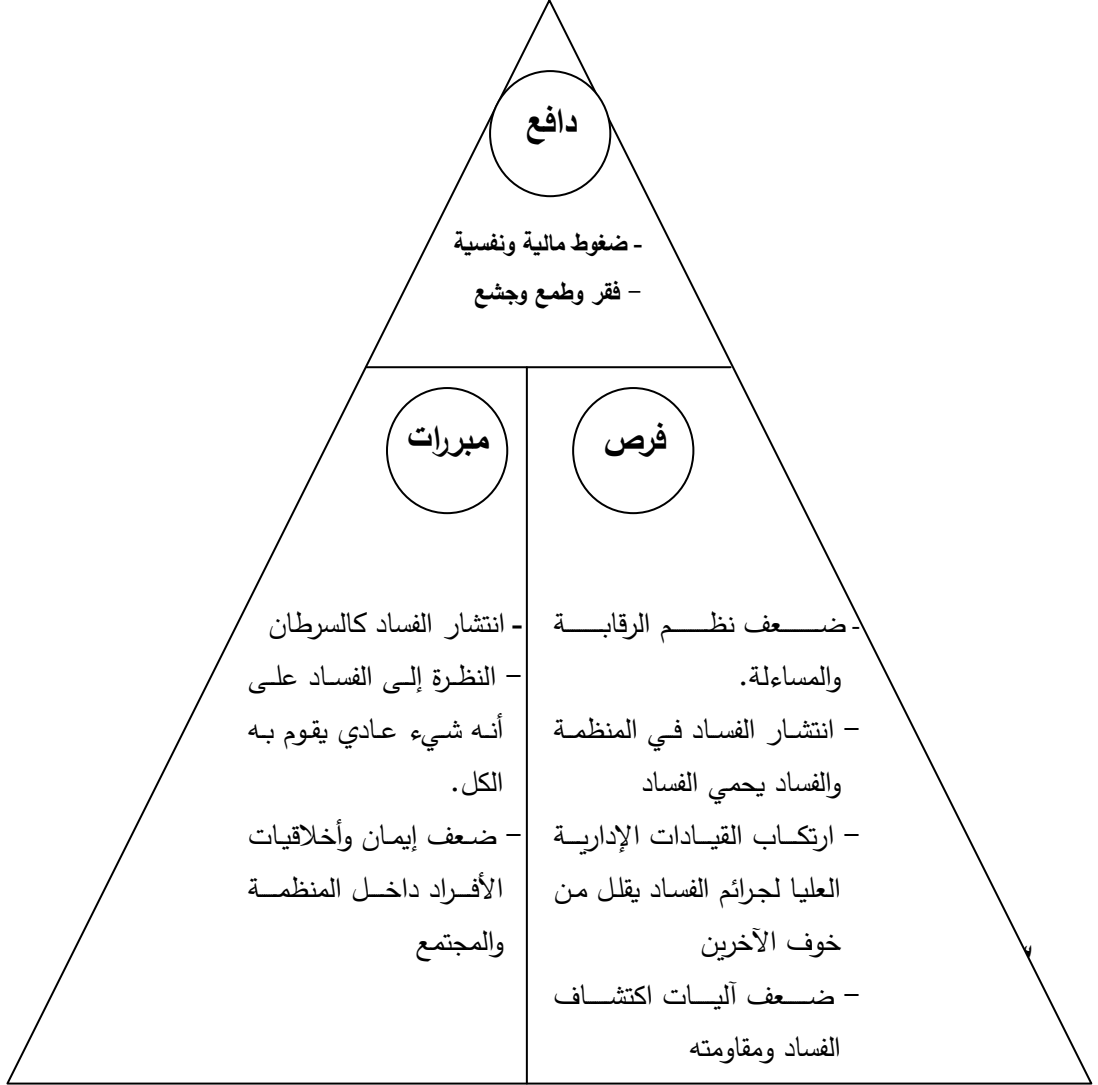 دافع
- ضغوط مالية ونفسية
– فقر وطمع وجشع
فرص
- ضعف نظم الرقابة
والمساءلة.
– انتشار الفساد في المنظمة
والفساد يحمي الفساد
– ارتكاب القيادات الإدارية
العليا لجرائم الفساد يقلل من
خوف الآخرين
– ضعف آليات اكتشاف
الفساد ومقاومته
مبررات
- انتشار الفساد كالسرطان
– النظرة إلى الفساد على
أنه شيء عادي يقوم به
الكل.
– ضعف إيمان وأخلاقيات
الأفراد داخل المنظمة
والمجتمع